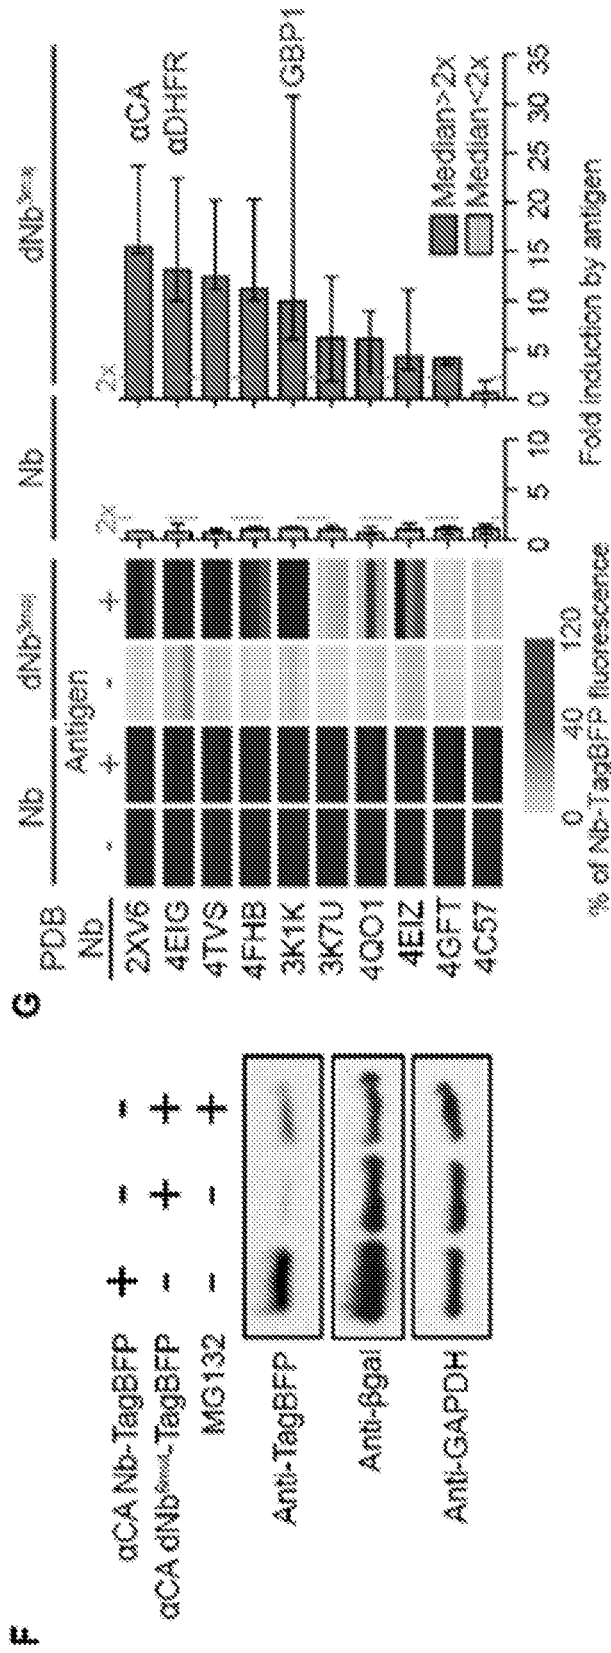 F
αCA Nb-TagBFP + - -
αCA dNb-TagBFP - + +
MG132 - - +
Anti-TagBFP
Anti-βgal
Anti-GAPDH
G
PDB Nb
Nb
dNb
Nb
dNb
Antigen
- + - +
2x
2x
2XV6
4EIG
4TVS
4FHB
3K1K
3K7U
4QO1
4EIZ
4GFT
4C57
αCA
αDHFR
GBP1
Median>2x
Median<2x
0 5 10
0 5 10 15 20 25 30 35
Fold induction by antigen
0 40 120
% of Nb-TagBFP fluorescence